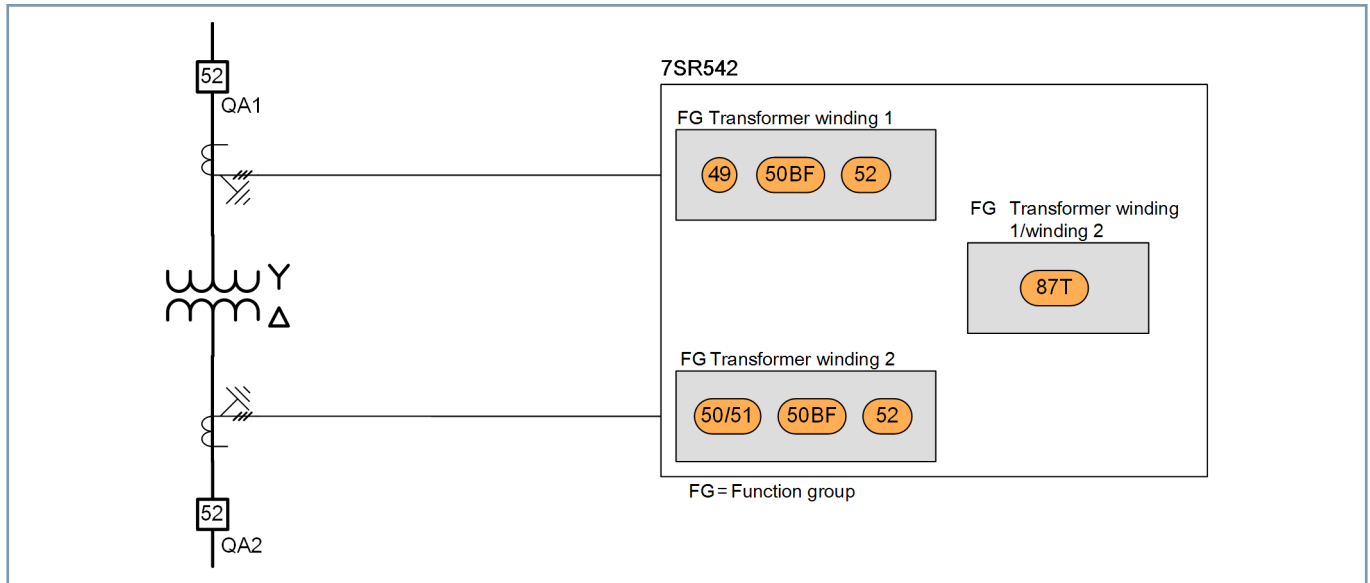 52
QA1
7SR542
FG Transformer winding 1
49 50BF 52
FG Transformer winding
1/winding 2
87T
Y
Δ
FG Transformer winding 2
50/51 50BF 52
FG = Function group
52
QA2